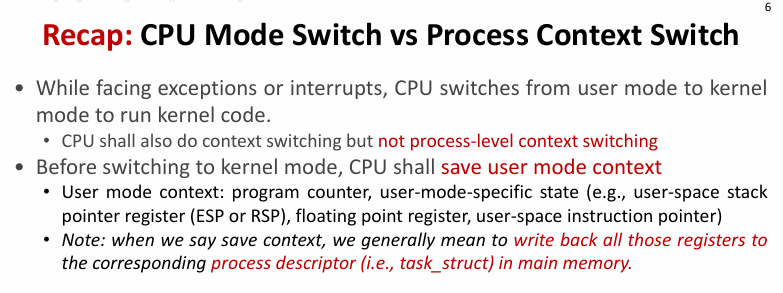 6
Recap: CPU Mode Switch vs Process Context Switch
• While facing exceptions or interrupts, CPU switches from user mode to kernel
mode to run kernel code.
• CPU shall also do context switching but not process-level context switching
• Before switching to kernel mode, CPU shall save user mode context
• User mode context: program counter, user-mode-specific state (e.g., user-space stack
pointer register (ESP or RSP), floating point register, user-space instruction pointer)
• Note: when we say save context, we generally mean to write back all those registers to
the corresponding process descriptor (i.e., task_struct) in main memory.